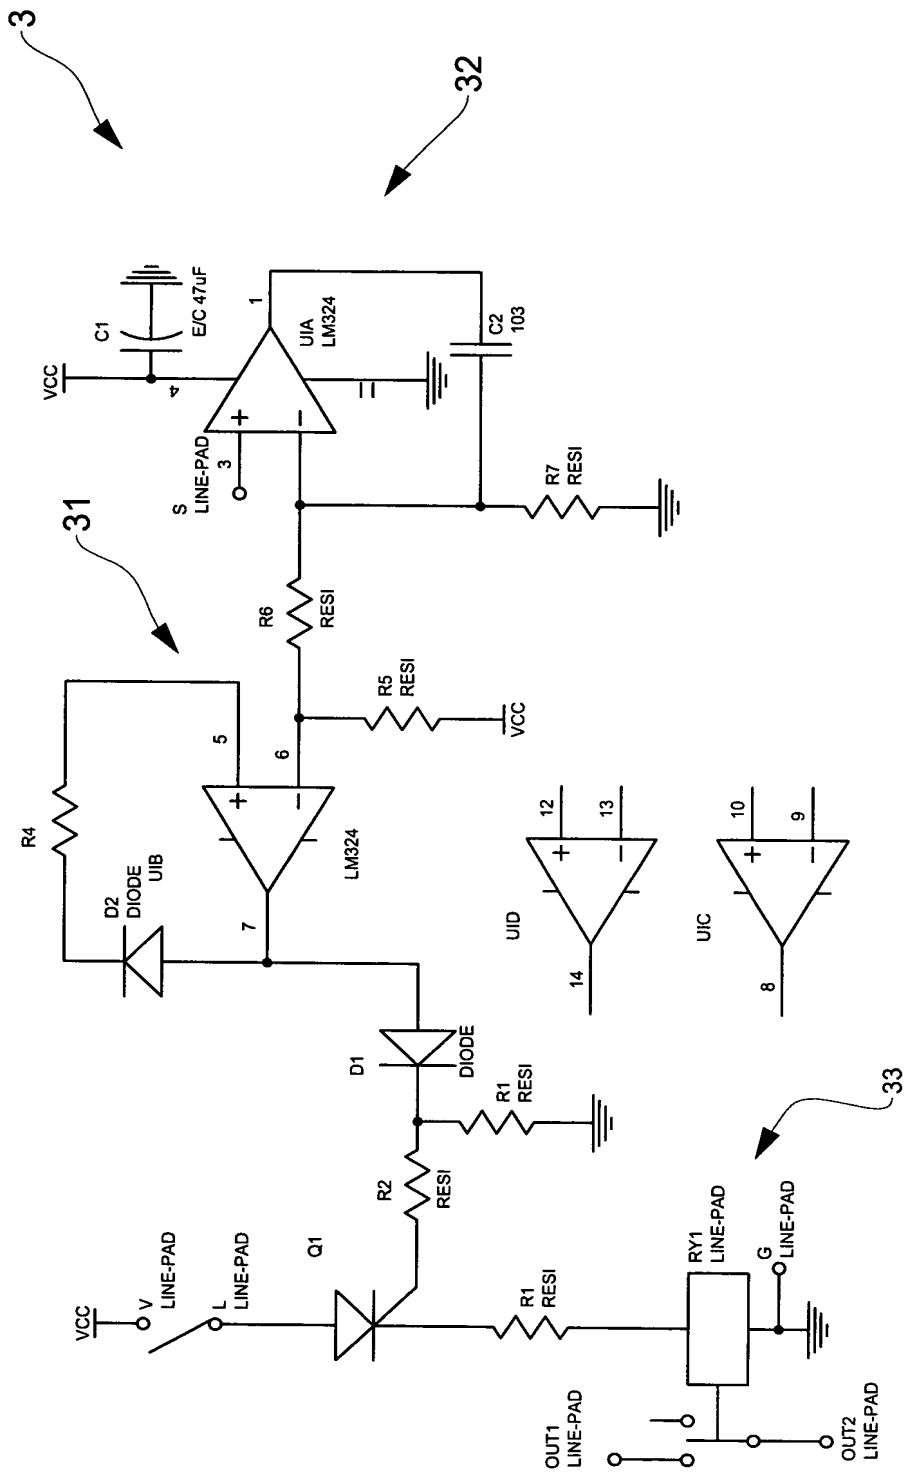 3
32
VCC
C1
E/C 47uF
4
1
UIA
LM324
S
LINE-PAD
3
+
−
11
C2
103
R7
RESI
31
R6
RESI
R5
RESI
VCC
R4
5
6
+
−
LM324
D2
DIODE
UIB
7
D1
DIODE
R1
RESI
R2
RESI
UID
12
13
+
−
14
UIC
10
9
+
−
8
VCC
V
LINE-PAD
L
LINE-PAD
Q1
R1
RESI
RY1
LINE-PAD
G
LINE-PAD
33
OUT1
LINE-PAD
OUT2
LINE-PAD